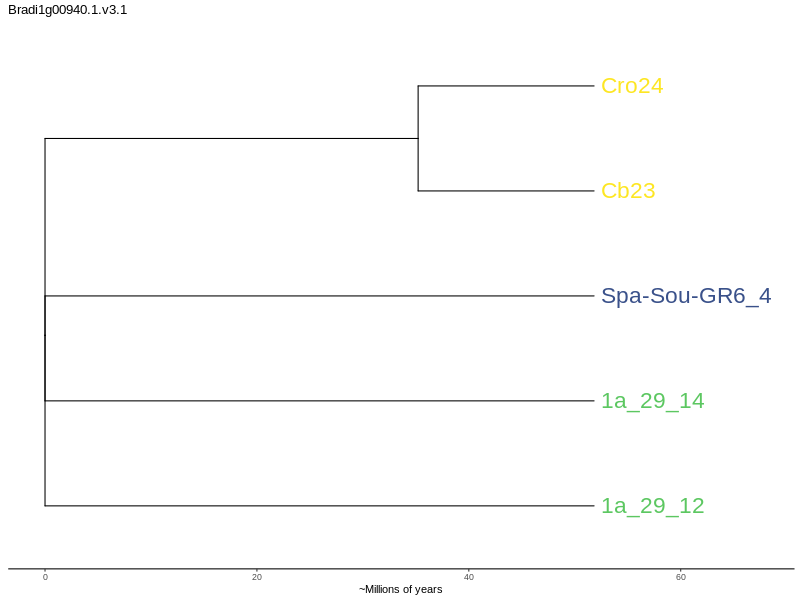 Bradi1g00940.1.v3.1
Cro24
Cb23
Spa-Sou-GR6_4
1a_29_14
1a_29_12
0 20 40 60
~Millions of years